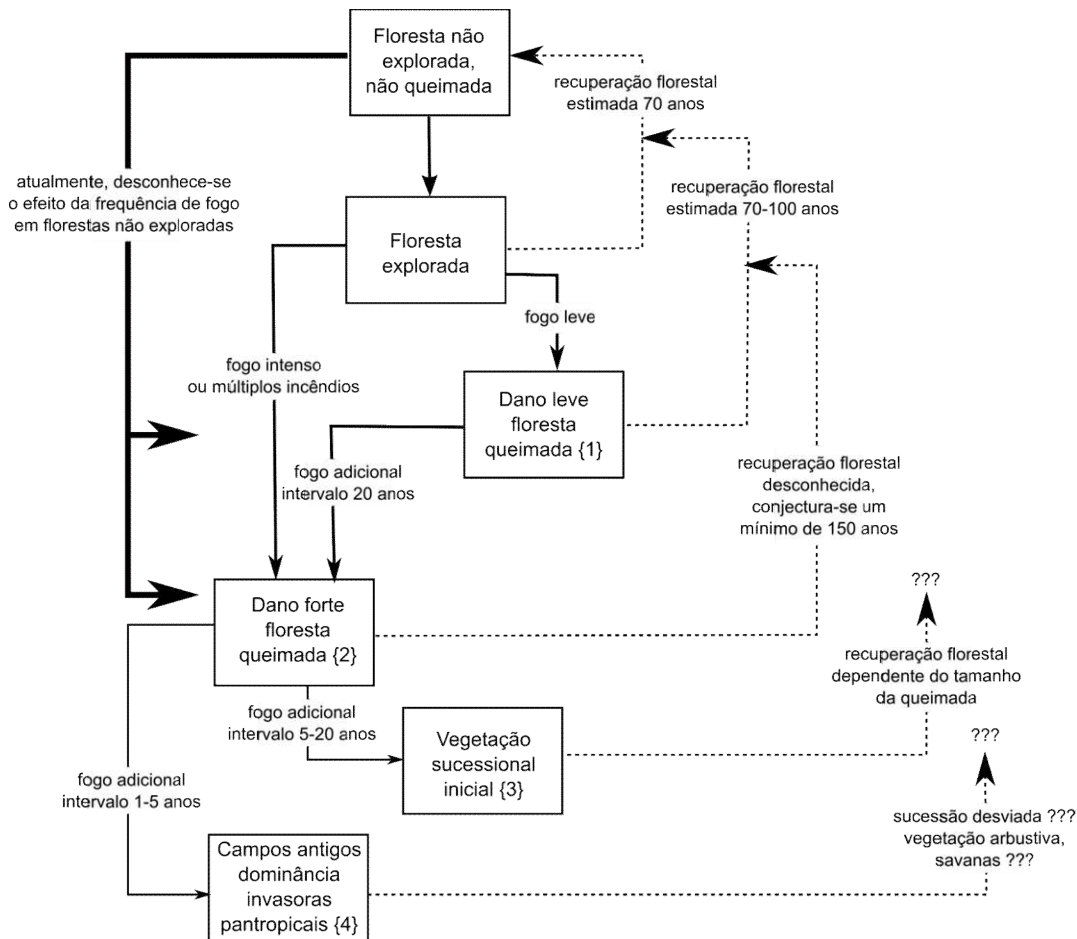 Floresta não
explorada,
não queimada
recuperação florestal
estimada 70 anos
atualmente, desconhece-se
o efeito da frequência de fogo
em florestas não exploradas
recuperação florestal
estimada 70-100 anos
Floresta
explorada
fogo leve
fogo intenso
ou múltiplos incêndios
Dano leve
floresta
queimada {1}
fogo adicional
intervalo 20 anos
recuperação florestal
desconhecida,
conjectura-se um
mínimo de 150 anos
Dano forte
floresta
queimada {2}
???
recuperação florestal
dependente do tamanho
da queimada
fogo adicional
intervalo 5-20 anos
Vegetação
sucessional
inicial {3}
???
fogo adicional
intervalo 1-5 anos
sucessão desviada ???
vegetação arbustiva,
savanas ???
Campos antigos
dominância
invasoras
pantropicais {4}